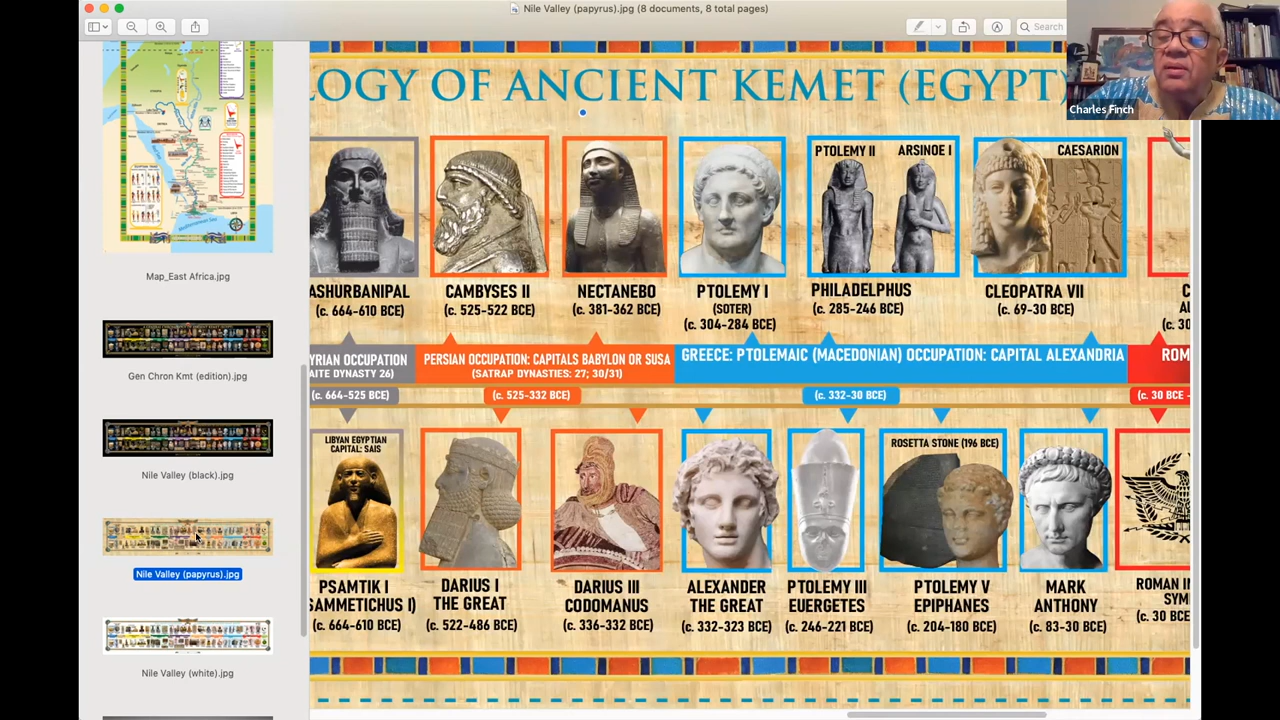 Nile Valley (papyrus).jpg (8 documents, 8 total pages)
Search
Charles Finch
Map_East Africa.jpg
Gen Chron Kmt (edition).jpg
Nile Valley (black).jpg
Nile Valley (papyrus).jpg
Nile Valley (white).jpg
LOGY OF ANCIENT KEMET (EGYPT)
PTOLEMY II
ARSINOE I
CAESARION
ASHURBANIPAL
(c. 664-610 BCE)
CAMBYSES II
(c. 525-522 BCE)
NECTANEBO
(c. 381-362 BCE)
PTOLEMY I
(SOTER)
(c. 304-284 BCE)
PHILADELPHUS
(c. 285-246 BCE)
CLEOPATRA VII
(c. 69-30 BCE)
C
AU
(c. 30
YRIAN OCCUPATION
AITE DYNASTY 26)
PERSIAN OCCUPATION: CAPITALS BABYLON OR SUSA
(SATRAP DYNASTIES: 27; 30/31)
GREECE: PTOLEMAIC (MACEDONIAN) OCCUPATION: CAPITAL ALEXANDRIA
ROM
(c. 664-525 BCE)
(c. 525-332 BCE)
(c. 332-30 BCE)
(c. 30 BCE -
LIBYAN EGYPTIAN
CAPITAL: SAIS
ROSETTA STONE (196 BCE)
PSAMTIK I
SAMMETICHUS I)
(c. 664-610 BCE)
DARIUS I
THE GREAT
(c. 522-486 BCE)
DARIUS III
CODOMANUS
(c. 336-332 BCE)
ALEXANDER
THE GREAT
(c. 332-323 BCE)
PTOLEMY III
EUERGETES
(c. 246-221 BCE)
PTOLEMY V
EPIPHANES
(c. 204-180 BCE)
MARK
ANTHONY
(c. 83-30 BCE)
ROMAN IN
SYM
(c. 30 BCE